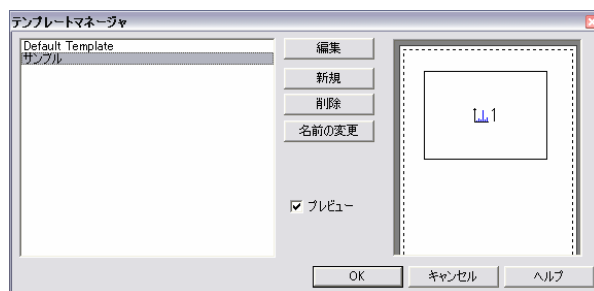 テンプレートマネージャ
Default Template
サンプル
編集
新規
削除
名前の変更
プレビュー
1
OK
キャンセル
ヘルプ